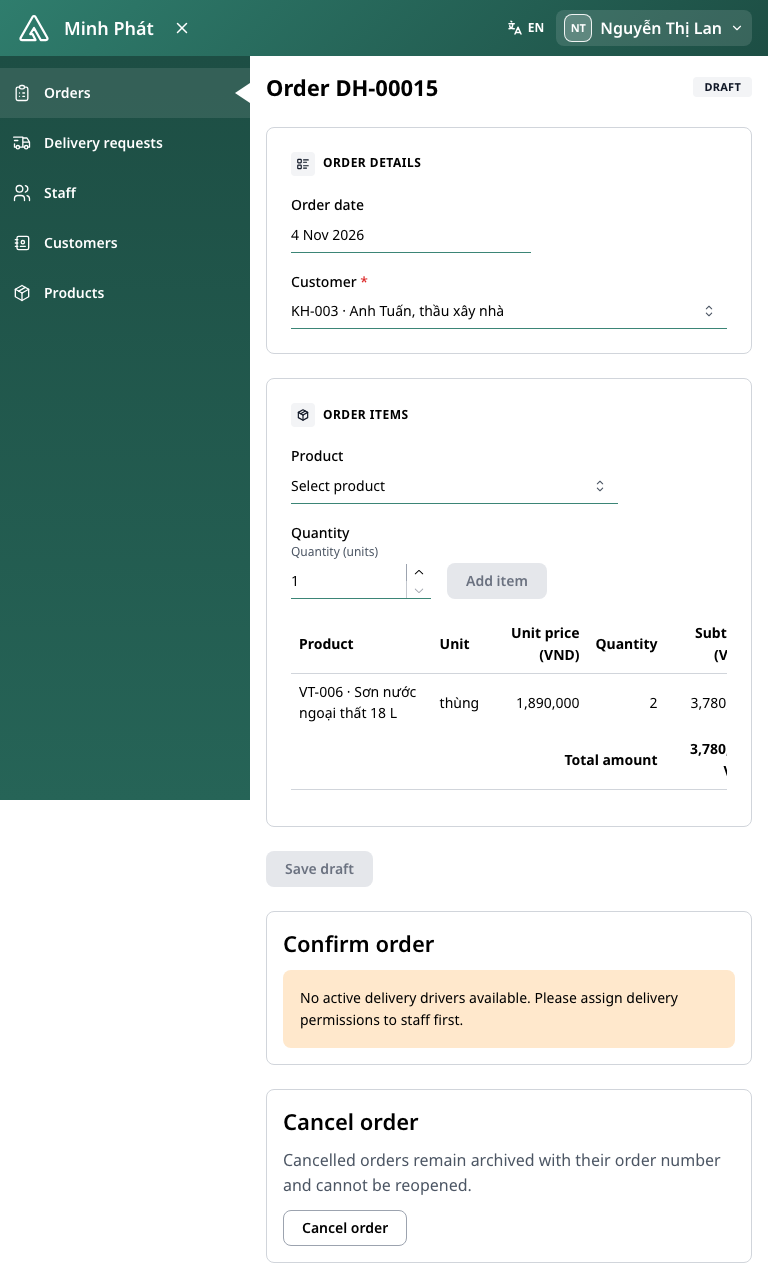 Minh Phát
EN
NT
Nguyễn Thị Lan
Orders
Delivery requests
Staff
Customers
Products
Order DH-00015
DRAFT
ORDER DETAILS
Order date
4 Nov 2026
Customer *
KH-003 · Anh Tuấn, thầu xây nhà
ORDER ITEMS
Product
Select product
Quantity
Quantity (units)
1
Add item
Product Unit Unit price (VND) Quantity Subt (V
VT-006 · Sơn nước ngoại thất 18 L thùng 1,890,000 2 3,780
Total amount 3,780, V
Save draft
Confirm order
No active delivery drivers available. Please assign delivery
permissions to staff first.
Cancel order
Cancelled orders remain archived with their order number
and cannot be reopened.
Cancel order